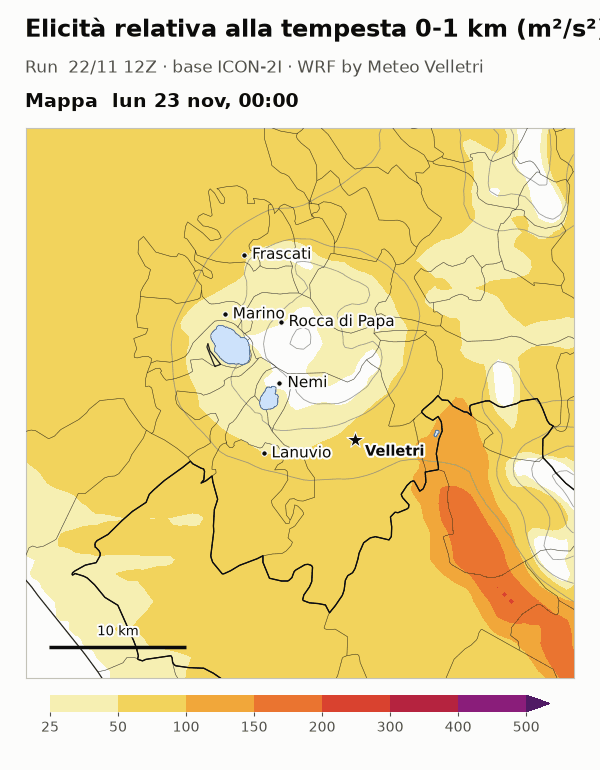 Elicità relativa alla tempesta 0-1 km (m²/s²)
Run  22/11 12Z · base ICON-2I · WRF by Meteo Velletri
Mappa  lun 23 nov, 00:00
Frascati
Marino
Rocca di Papa
Nemi
Velletri
Lanuvio
10 km
25 50 100 150 200 300 400 500